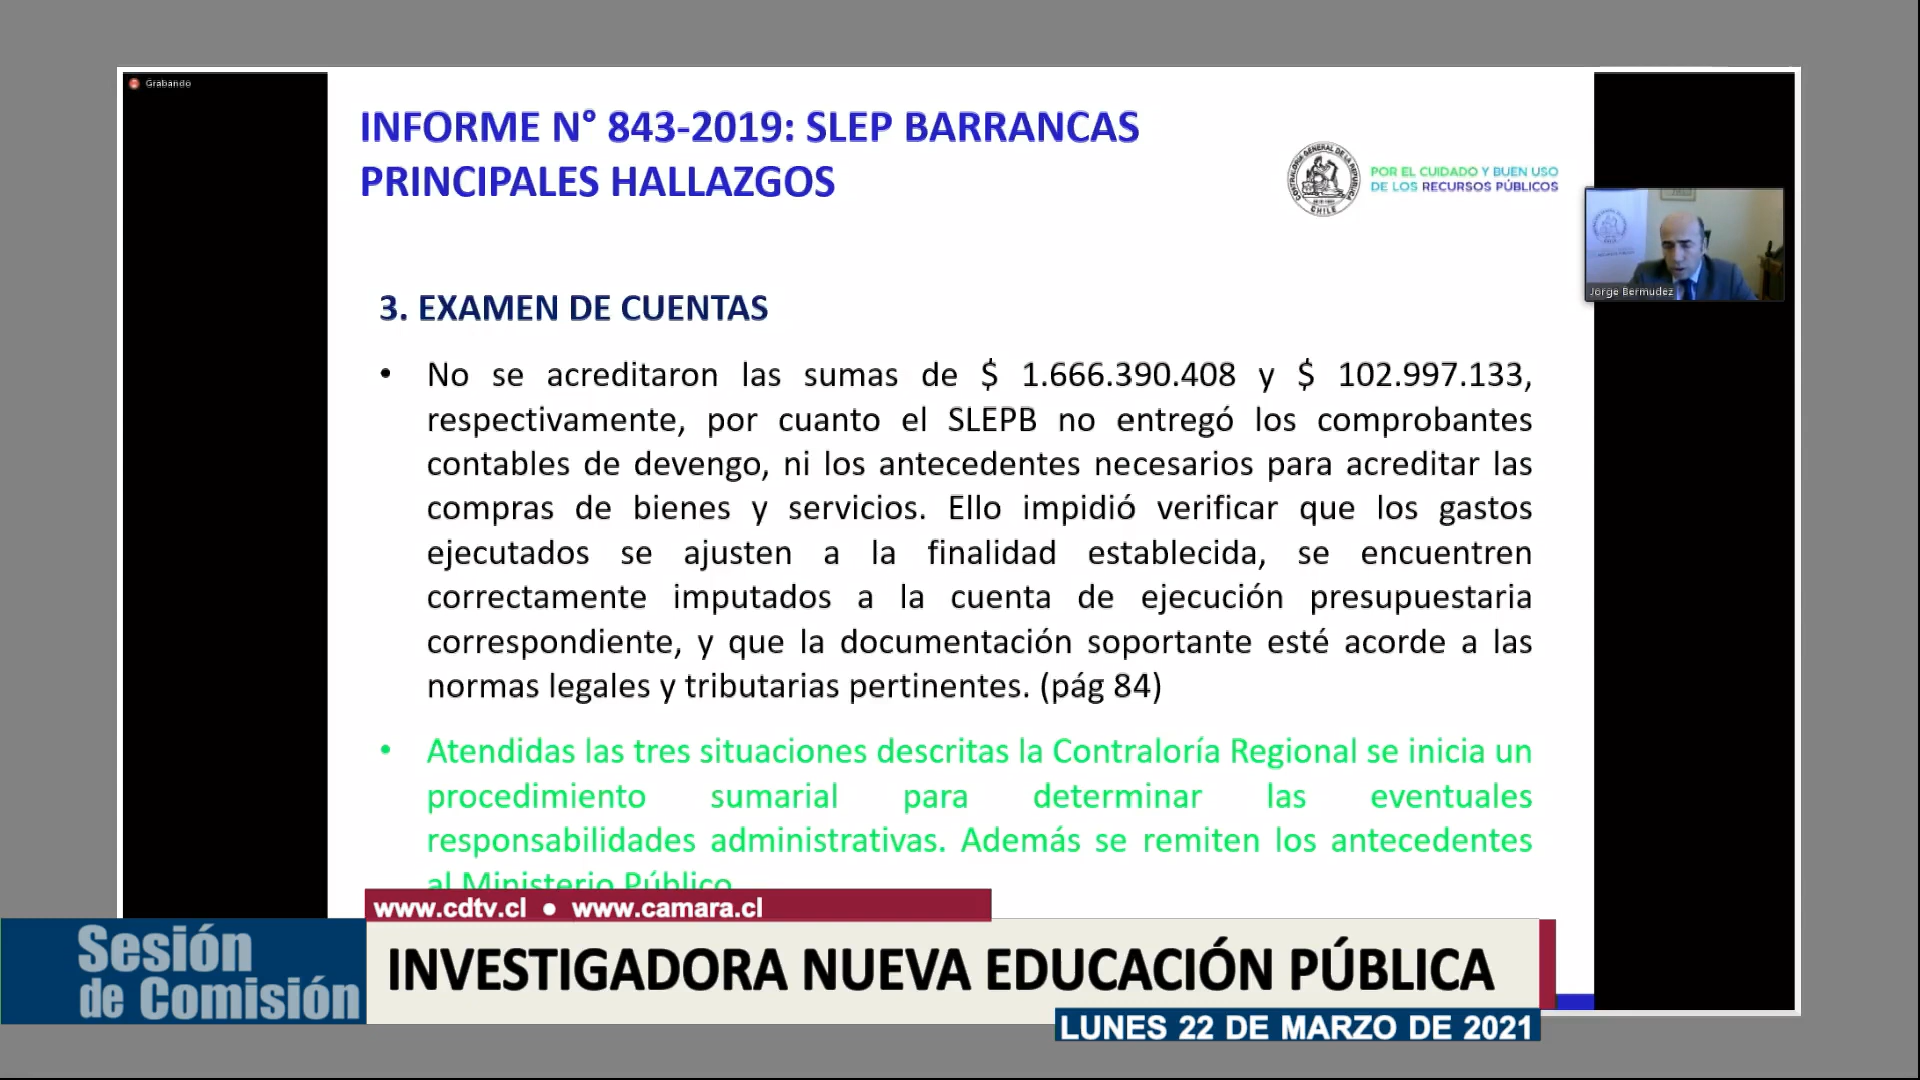 Grabando
INFORME N° 843-2019: SLEP BARRANCAS
PRINCIPALES HALLAZGOS
CONTRALORÍA GENERAL DE LA REPÚBLICA
CHILE
POR EL CUIDADO Y BUEN USO
DE LOS RECURSOS PÚBLICOS
Jorge Bermudez
3. EXAMEN DE CUENTAS
• No se acreditaron las sumas de $ 1.666.390.408 y $ 102.997.133,
respectivamente, por cuanto el SLEPB no entregó los comprobantes
contables de devengo, ni los antecedentes necesarios para acreditar las
compras de bienes y servicios. Ello impidió verificar que los gastos
ejecutados se ajusten a la finalidad establecida, se encuentren
correctamente imputados a la cuenta de ejecución presupuestaria
correspondiente, y que la documentación soportante esté acorde a las
normas legales y tributarias pertinentes. (pág 84)
• Atendidas las tres situaciones descritas la Contraloría Regional se inicia un
procedimiento sumarial para determinar las eventuales
responsabilidades administrativas. Además se remiten los antecedentes
al Ministerio Público
www.cdtv.cl ● www.camara.cl
Sesión
de Comisión
INVESTIGADORA NUEVA EDUCACIÓN PÚBLICA
LUNES 22 DE MARZO DE 2021